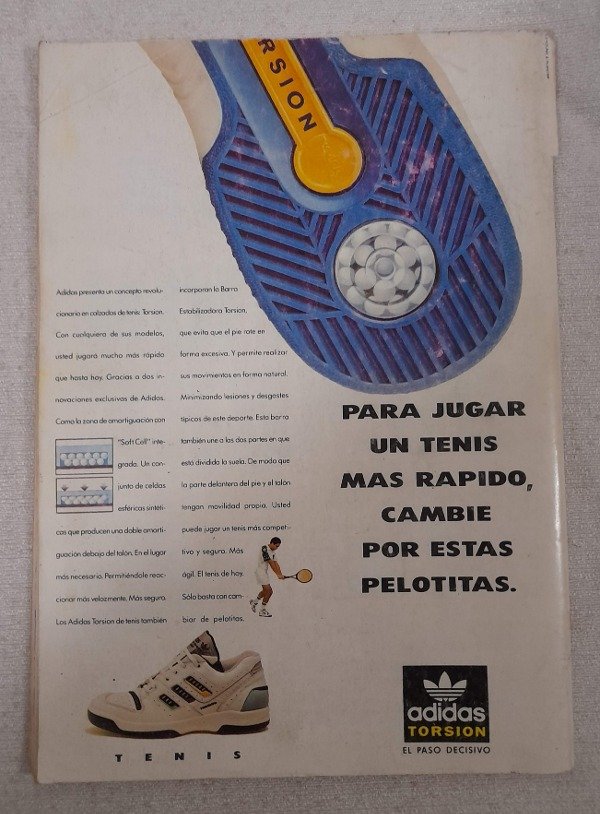 TORSION
Adidas presenta un concepto revolu-
cionario en calzados de tenis: Torsion.
Con cualquiera de sus modelos,
usted jugará mucho más rápido
que hasta hoy. Gracias a dos in-
novaciones exclusivas de Adidas.
Como la zona de amortiguación con
"Soft Cell" inte-
grada. Un con-
junto de celdas
esféricas sintéti-
cas que producen una doble amorti-
guación debajo del talón. En el lugar
más necesario. Permitiéndole reac-
cionar más velozmente. Más seguro.
Los Adidas Torsion de tenis también
incorporan la Barra
Estabilizadora Torsion,
que evita que el pie rote en
forma excesiva. Y permite realizar
sus movimientos en forma natural.
Minimizando lesiones y desgastes
típicos de este deporte. Esta barra
también une a las dos partes en que
está dividida la suela. De modo que
la parte delantera del pie y el talón
tengan movilidad propia. Usted
puede jugar un tenis más compet-
tivo y seguro. Más
ágil. El tenis de hoy.
Sólo basta con cam-
biar de pelotitas.
PARA JUGAR
UN TENIS
MAS RAPIDO,
CAMBIE
POR ESTAS
PELOTITAS.
TENIS
adidas
TORSION
EL PASO DECISIVO